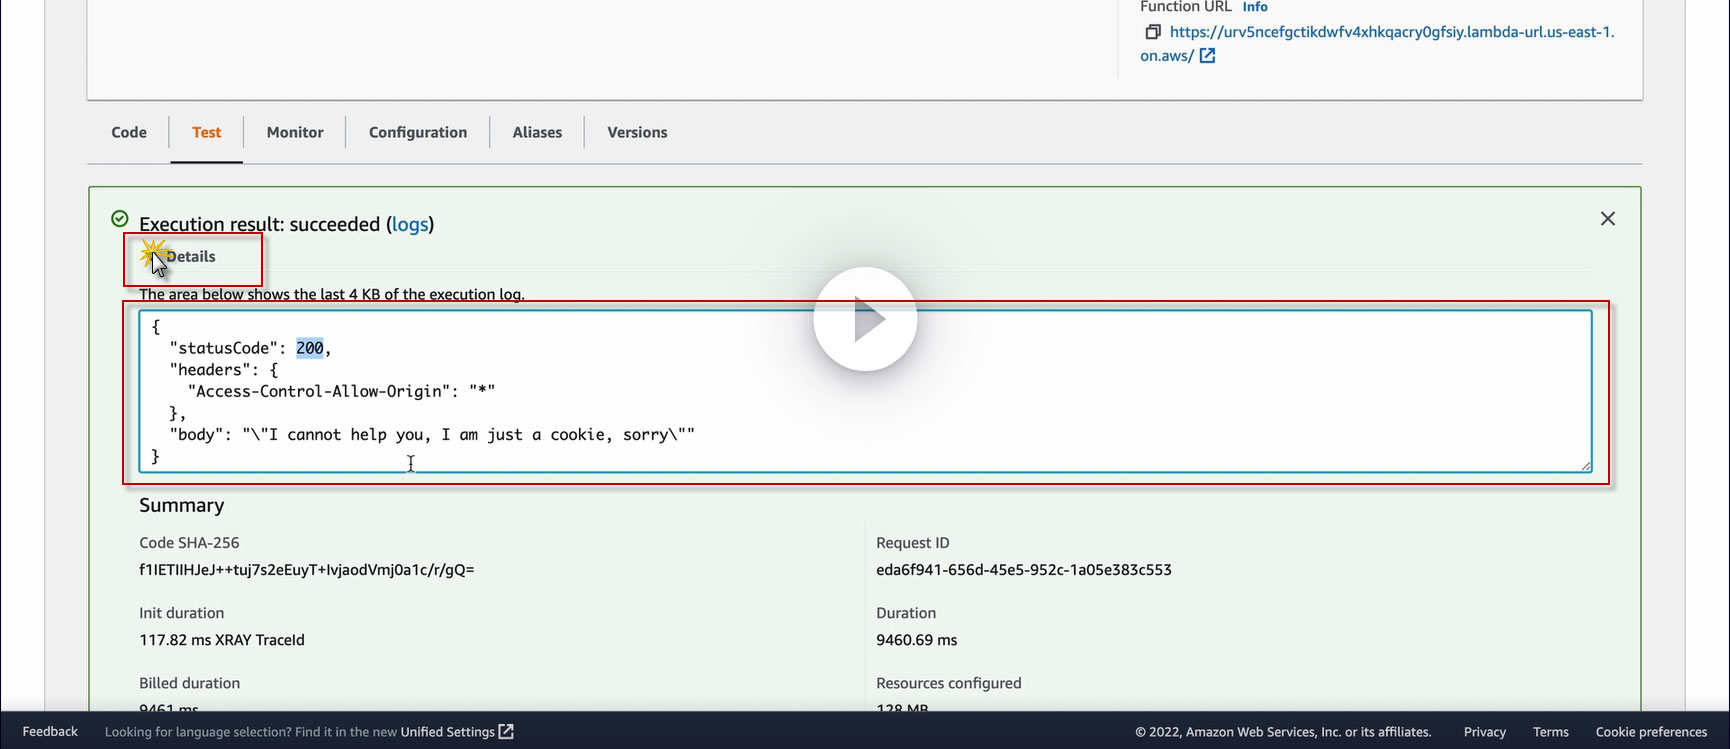 Function URL Info
https://urv5ncefgctikdwfv4xhkqacry0gfsiy.lambda-url.us-east-1.
on.aws/
Code Test Monitor Configuration Aliases Versions
Execution result: succeeded (logs)
Details
The area below shows the last 4 KB of the execution log.
{
"statusCode": 200,
"headers": {
"Access-Control-Allow-Origin": "*"
},
"body": "\"I cannot help you, I am just a cookie, sorry\""
}
Summary
Code SHA-256
f1IETIIHJeJ++tuj7s2eEuyT+IvjaodVmj0a1c/r/gQ=
Request ID
eda6f941-656d-45e5-952c-1a05e383c553
Init duration
117.82 ms XRAY TraceId
Duration
9460.69 ms
Billed duration
9461 ms
Resources configured
128 MB
Feedback Looking for language selection? Find it in the new Unified Settings © 2022, Amazon Web Services, Inc. or its affiliates. Privacy Terms Cookie preferences